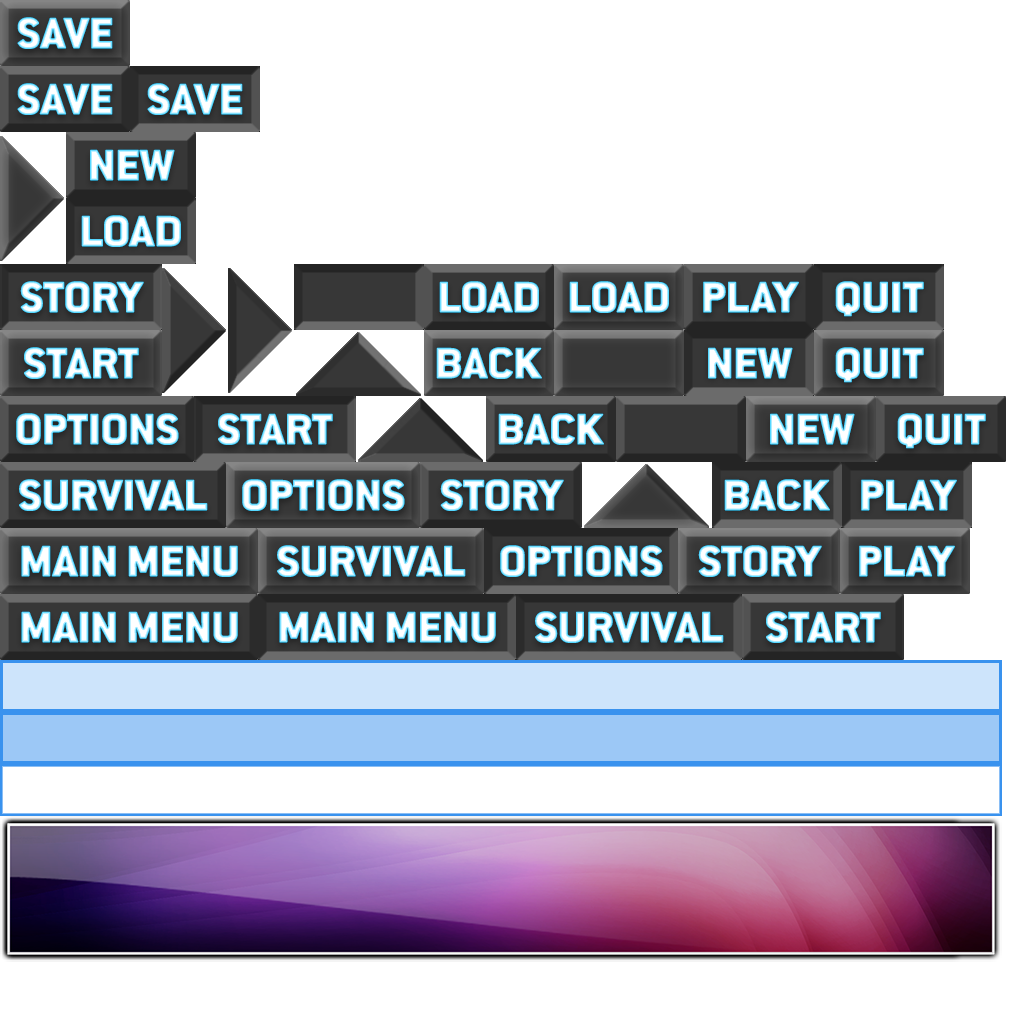 SAVE
SAVE SAVE
NEW
LOAD
STORY LOAD LOAD PLAY QUIT
START BACK NEW QUIT
OPTIONS START BACK NEW QUIT
SURVIVAL OPTIONS STORY BACK PLAY
MAIN MENU SURVIVAL OPTIONS STORY PLAY
MAIN MENU MAIN MENU SURVIVAL START